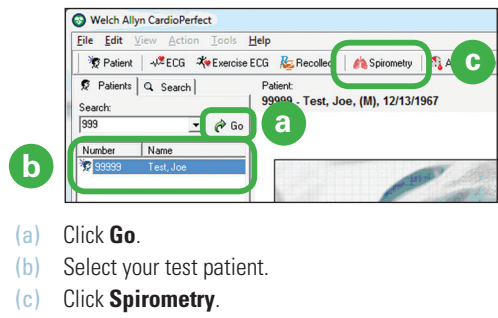 Welch Allyn CardioPerfect
File Edit View Action Tools Help
Patient ECG Exercise ECG Recollect Spirometry A c
Patients Search Patient:
Search: 99999 - Test, Joe, (M), 12/13/1967
999 Go a
Number Name
b 99999 Test, Joe
(a) Click Go.
(b) Select your test patient.
(c) Click Spirometry.